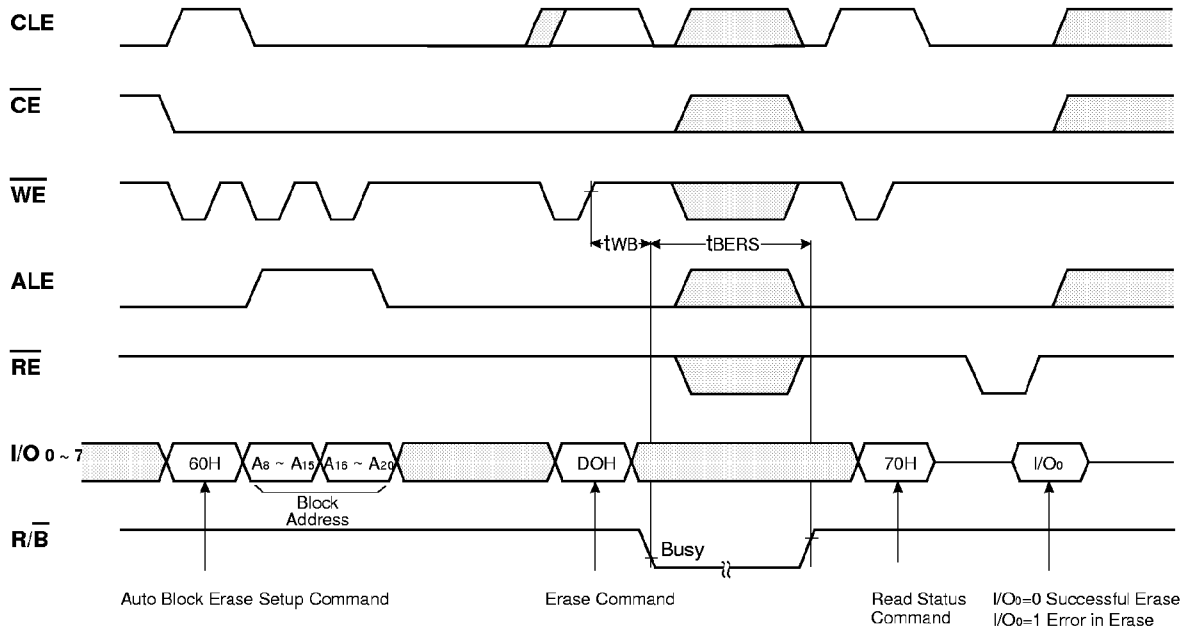 CLE
CE
WE
tWB
tBERS
ALE
RE
I/O 0 ~ 7
60H
A8 ~ A15
A16 ~ A20
DOH
70H
I/O0
Block
Address
R/B
Busy
Auto Block Erase Setup Command
Erase Command
Read Status
Command
I/O0=0 Successful Erase
I/O0=1 Error in Erase